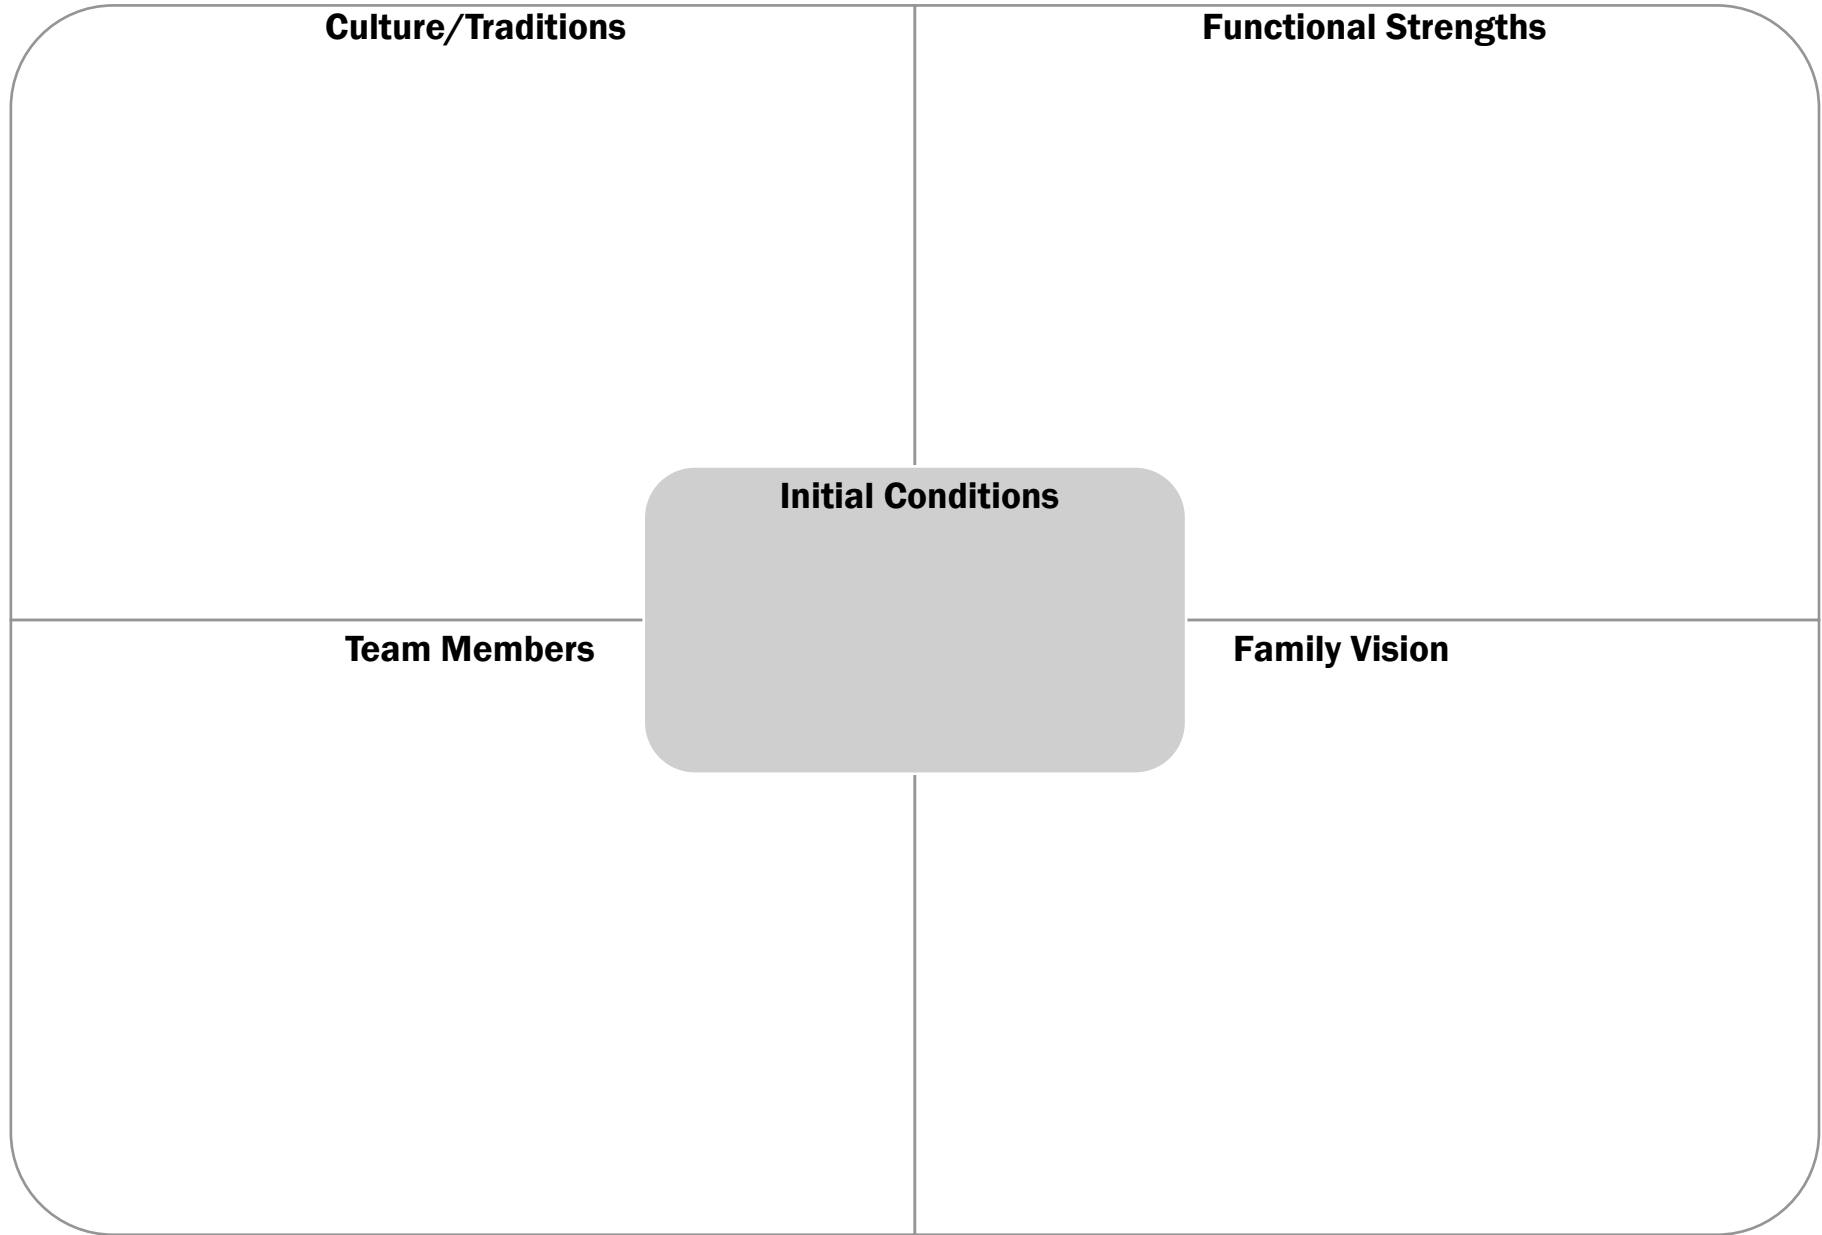 Culture/Traditions
Functional Strengths
Initial Conditions
Team Members
Family Vision